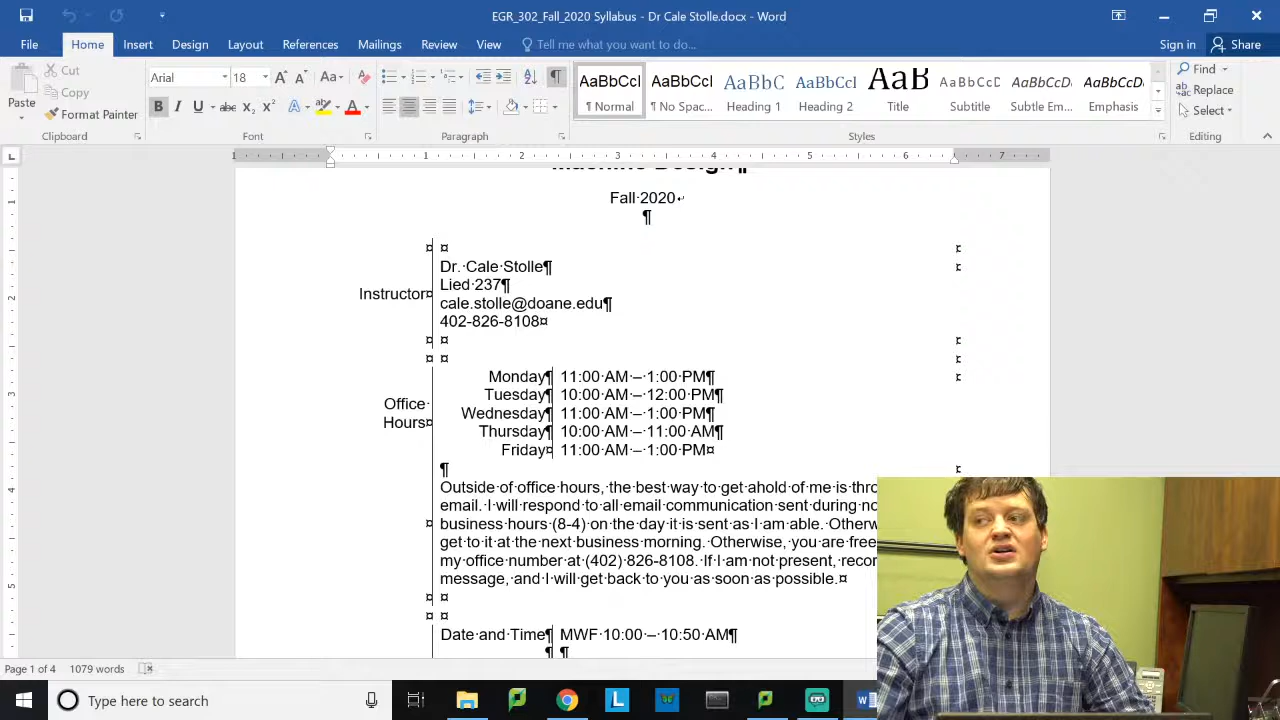 EGR_302_Fall_2020 Syllabus - Dr Cale Stolle.docx - Word
File Home Insert Design Layout References Mailings Review View Tell me what you want to do... Sign in Share
Paste Cut Copy Format Painter
Clipboard
Arial 18
Font
Paragraph
AaBbCcI AaBbCcI AaBbC AaBbCcI AaB AaBbCcD AaBbCcD AaBbCcD
¶ Normal ¶ No Spac... Heading 1 Heading 2 Title Subtitle Subtle Em... Emphasis
Styles
Find
Replace
Select
Editing
1 1 2 3 4 5 6 7
Machine Design¶
Fall·2020
¶
Instructor¤
Dr.·Cale·Stolle¶
Lied·237¶
cale.stolle@doane.edu¶
402-826-8108¤
Office·
Hours¤
Monday¶ 11:00·AM·–·1:00·PM¶
Tuesday¶ 10:00·AM·–·12:00·PM¶
Wednesday¶ 11:00·AM·–·1:00·PM¶
Thursday¶ 10:00·AM·–·11:00·AM¶
Friday¤ 11:00·AM·–·1:00·PM¤
¶
Outside·of·office·hours,·the·best·way·to·get·ahold·of·me·is·thro
email.·I·will·respond·to·all·email·communication·sent·during·no
business·hours·(8-4)·on·the·day·it·is·sent·as·I·am·able.·Otherw
get·to·it·at·the·next·business·morning.·Otherwise,·you·are·free
my·office·number·at·(402)·826-8108.·If·I·am·not·present,·recor
message,·and·I·will·get·back·to·you·as·soon·as·possible.¤
Date·and·Time¶ MWF·10:00·–·10:50·AM¶
¶ ¶
Page 1 of 4 1079 words
Type here to search